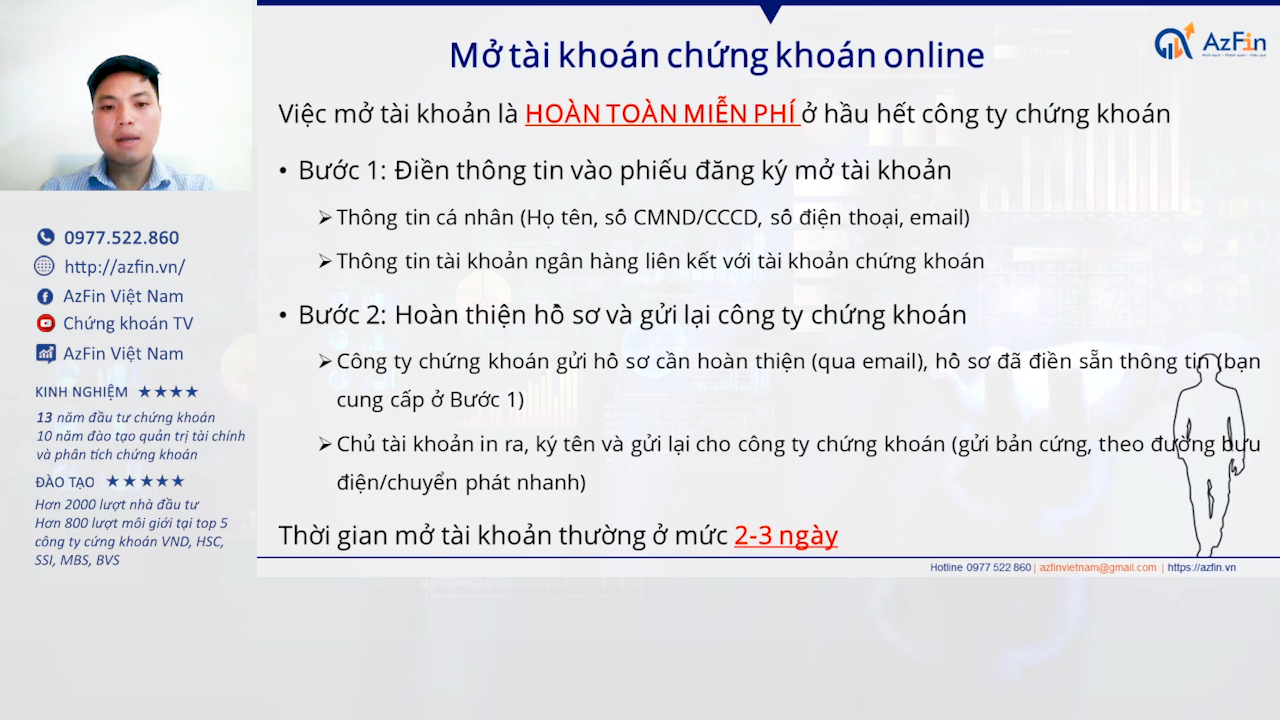 Mở tài khoán chứng khoán online
AzFin
Việc mở tài khoản là HOÀN TOÀN MIỄN PHÍ ở hầu hết công ty chứng khoán
• Bước 1: Điền thông tin vào phiếu đăng ký mở tài khoản
➢ Thông tin cá nhân (Họ tên, số CMND/CCCD, số điện thoại, email)
➢ Thông tin tài khoản ngân hàng liên kết với tài khoản chứng khoán
• Bước 2: Hoàn thiện hồ sơ và gửi lại công ty chứng khoán
➢ Công ty chứng khoán gửi hồ sơ cần hoàn thiện (qua email), hồ sơ đã điền sẵn thông tin (bạn
cung cấp ở Bước 1)
➢ Chủ tài khoản in ra, ký tên và gửi lại cho công ty chứng khoán (gửi bản cứng, theo đường bưu
điện/chuyển phát nhanh)
Thời gian mở tài khoản thường ở mức 2-3 ngày
Hotline 0977 522 860 | azfinvietnam@gmail.com | https://azfin.vn
0977.522.860
http://azfin.vn/
AzFin Việt Nam
Chứng khoán TV
AzFin Việt Nam
KINH NGHIỆM ★★★★
13 năm đầu tư chứng khoán
10 năm đào tạo quản trị tài chính
và phân tích chứng khoán
ĐÀO TẠO ★★★★★
Hơn 2000 lượt nhà đầu tư
Hơn 800 lượt môi giới tại top 5
công ty cứng khoán VND, HSC,
SSI, MBS, BVS